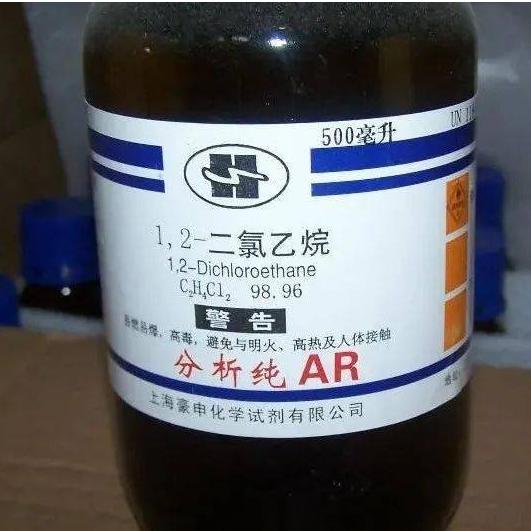 500毫升
UN 11
1,2-二氯乙烷
1,2-Dichloroethane
C₂H₄Cl₂ 98.96
警告
易燃易爆、高毒，避免与明火、高热及人体接触
分析纯 AR
上海豪申化学试剂有限公司